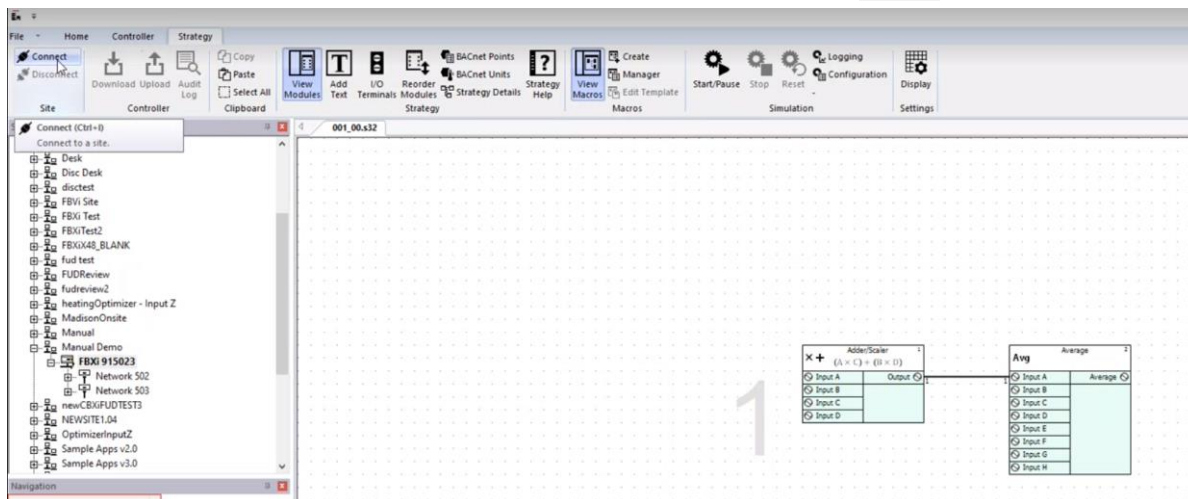 File Home Controller Strategy
Connect
Disconnect
Site
Download Upload Audit Log
Controller
Copy
Paste
Select All
Clipboard
View Modules
Add Text
I/O Terminals
Reorder Modules
BACnet Points
BACnet Units
Strategy Details
Strategy Help
Strategy
View Macros
Create
Manager
Edit Template
Macros
Start/Pause Stop Reset
Logging
Configuration
Simulation
Display
Settings
Connect (Ctrl+I)
Connect to a site.
001_00.s32
Desk
Disc Desk
disctest
FBVi Site
FBXi Test
FBXiTest2
FBXiX48_BLANK
fud test
FUDReview
fudreview2
heatingOptimizer - Input Z
MadisonOnsite
Manual
Manual Demo
FBXi 915023
Network 502
Network 503
newCBXiFUDTEST3
NEWSITE1.04
OptimizerInputZ
Sample Apps v2.0
Sample Apps v3.0
Navigation
1
Adder/Scaler 1
×+ (A × C) + (B × D)
Input A Output 1
Input B
Input C
Input D
Average 2
Avg
1 Input A Average
Input B
Input C
Input D
Input E
Input F
Input G
Input H